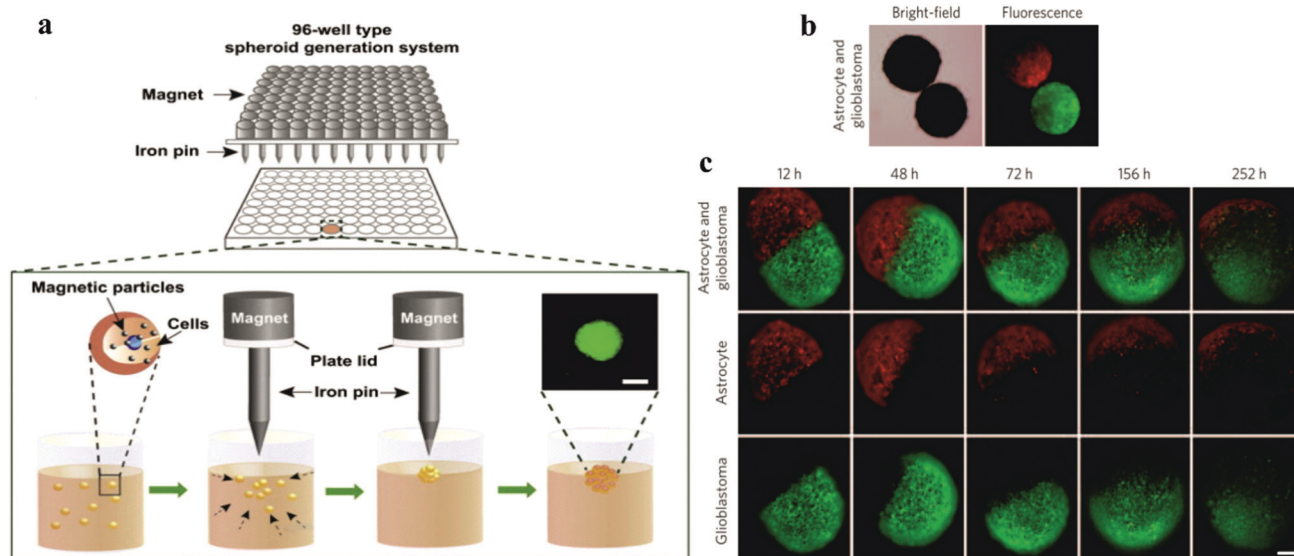 a
96-well type
spheroid generation system
Magnet
Iron pin
Magnetic particles
Cells
Magnet
Magnet
Plate lid
Iron pin
b
Bright-field
Fluorescence
Astrocyte and
glioblastoma
c
12 h
48 h
72 h
156 h
252 h
Astrocyte and
glioblastoma
Astrocyte
Glioblastoma